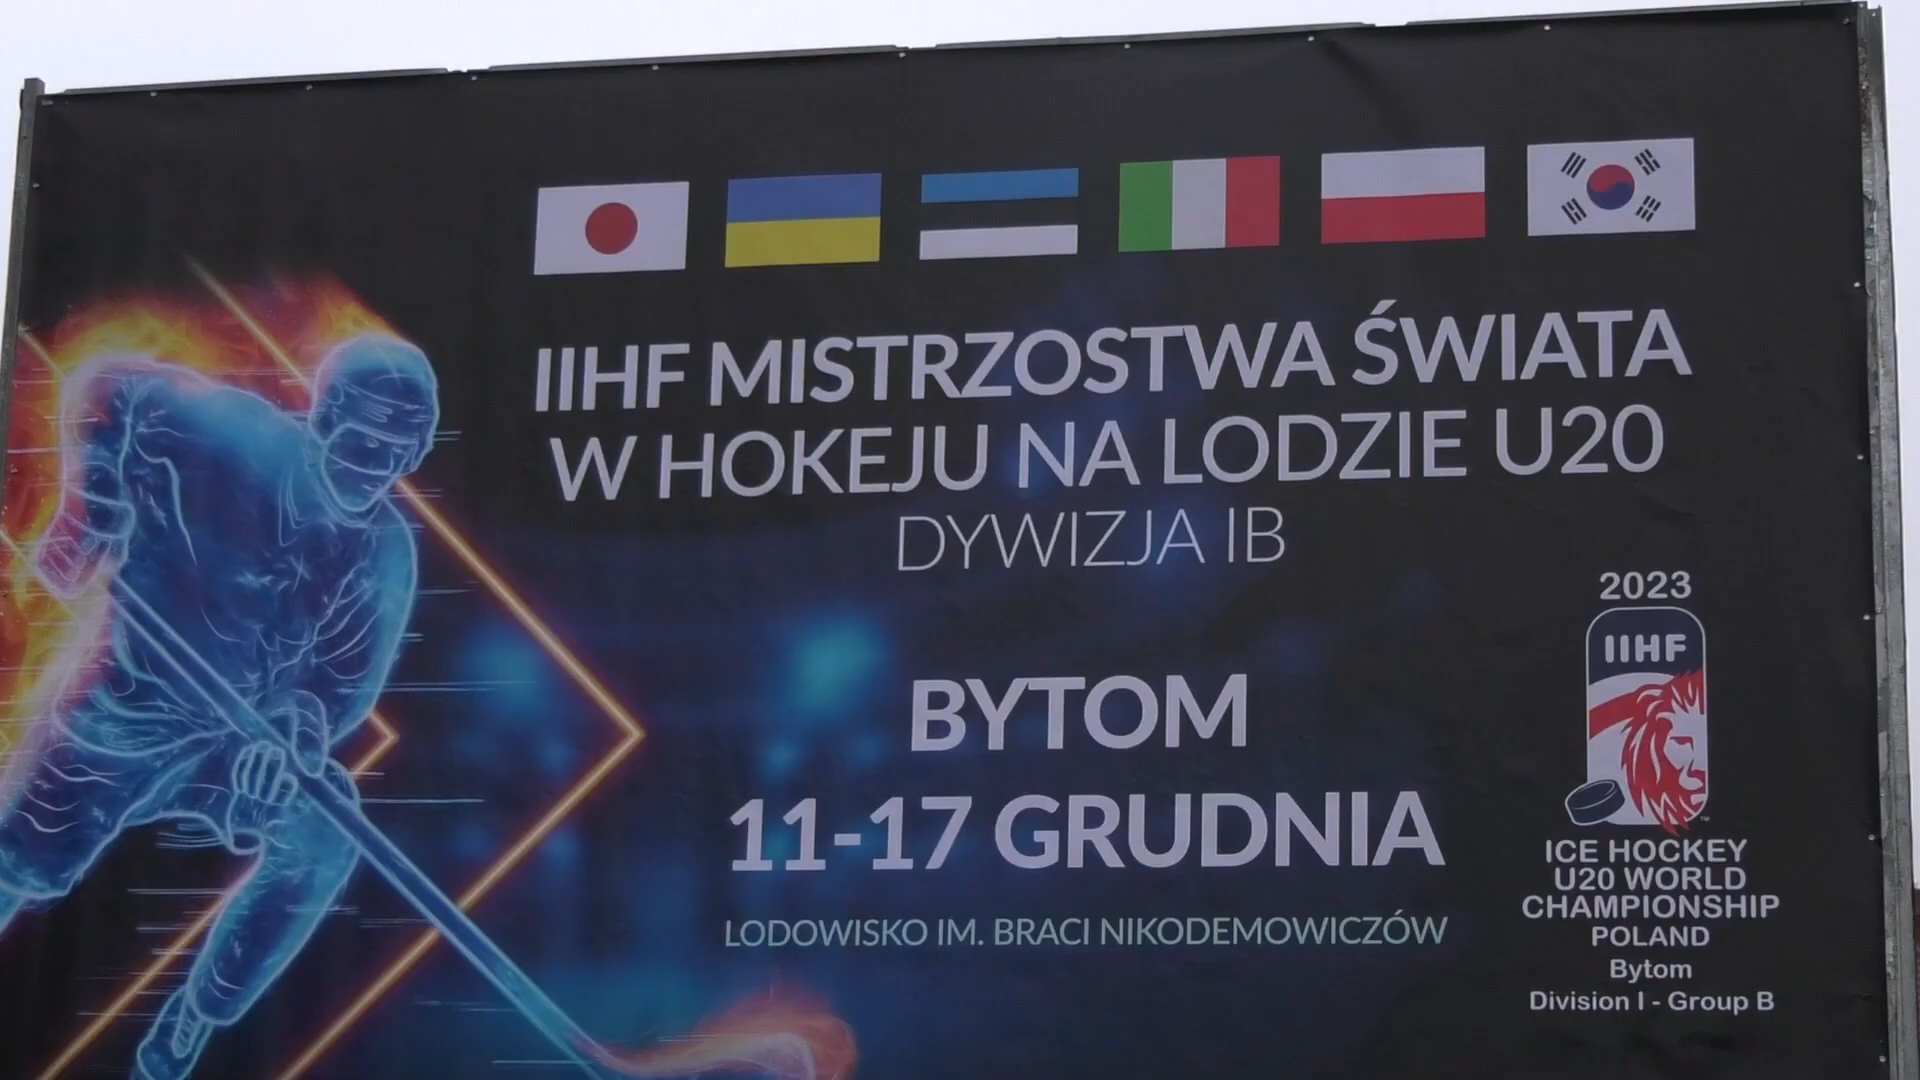 IIHF MISTRZOSTWA ŚWIATA
W HOKEJU NA LODZIE U20
DYWIZJA IB
BYTOM
11-17 GRUDNIA
LODOWISKO IM. BRACI NIKODEMOWICZÓW
2023
IIHF
TM
ICE HOCKEY
U20 WORLD
CHAMPIONSHIP
POLAND
Bytom
Division I - Group B